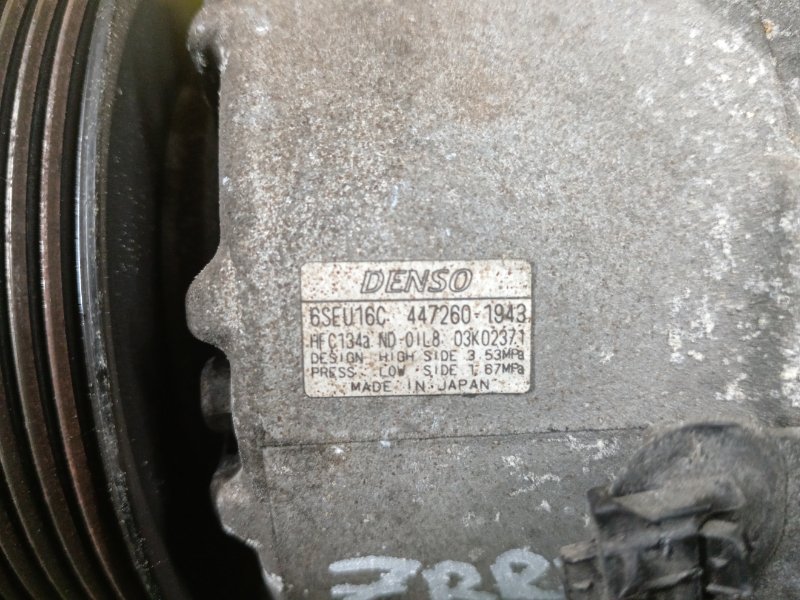 DENSO
6SEU16C 447260-1943
HFC134a ND-OIL8 03K02371
DESIGN HIGH SIDE 3.53MPa
PRESS. LOW SIDE 1.67MPa
MADE IN JAPAN
ZRR